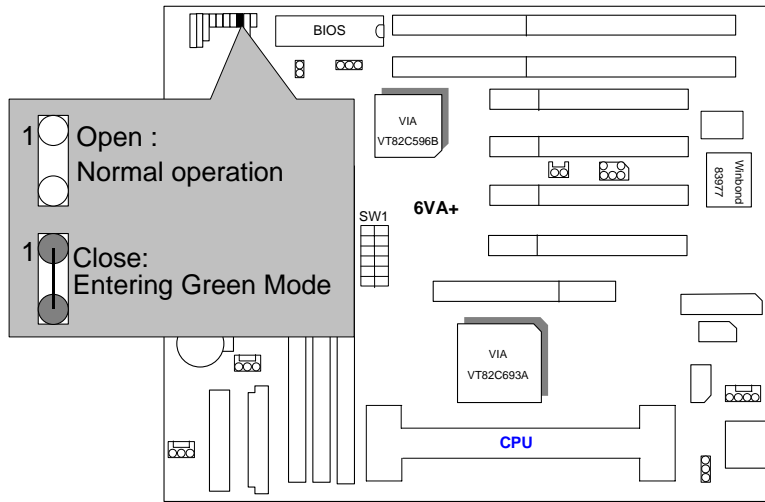 BIOS
VIA
VT82C596B
1
Open :
Normal operation
Winbond
83977
6VA+
SW1
1
Close:
Entering Green Mode
VIA
VT82C693A
CPU